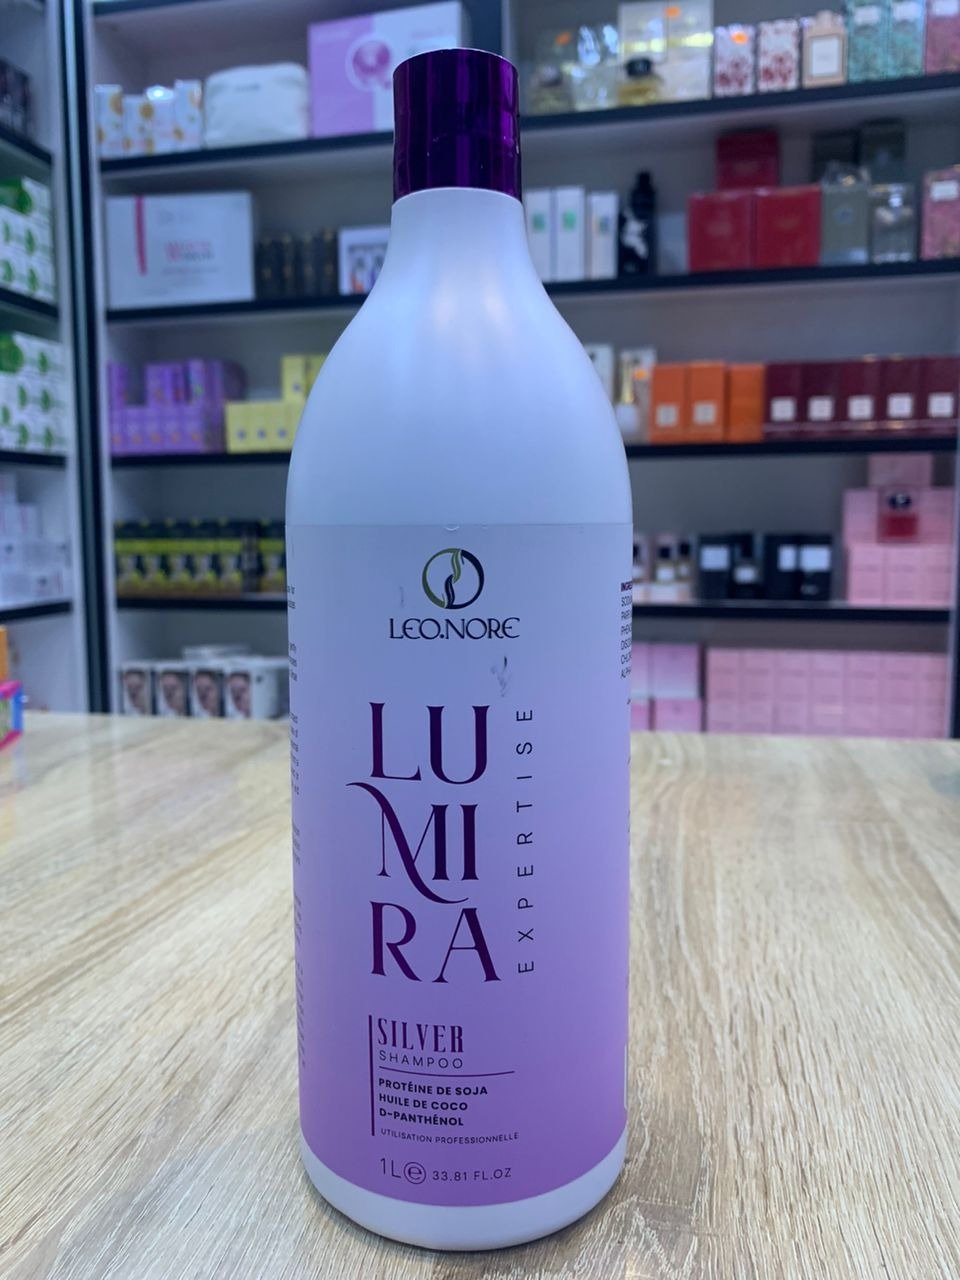 LEO.NORE
LU
MI
RA
EXPERTISE
SILVER
SHAMPOO
PROTÉINE DE SOJA
HUILE DE COCO
D-PANTHÉNOL
UTILISATION PROFESSIONNELLE
1L e 33.81 FL.OZ